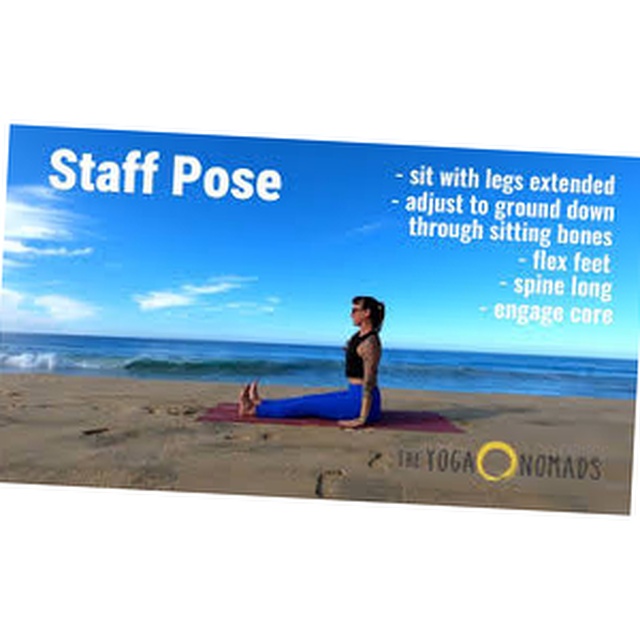 Staff Pose
- sit with legs extended
- adjust to ground down
through sitting bones
- flex feet
- spine long
- engage core
THE YOGA NOMADS